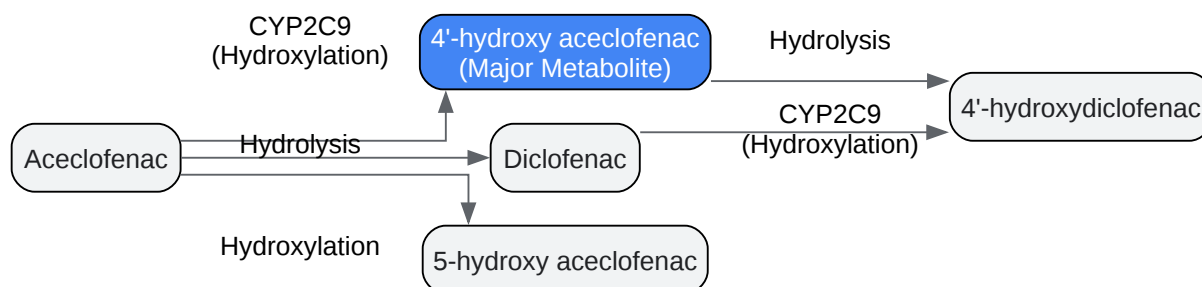 CYP2C9
(Hydroxylation)
4'-hydroxy aceclofenac
(Major Metabolite)
Hydrolysis
4'-hydroxydiclofenac
CYP2C9
(Hydroxylation)
Aceclofenac
Hydrolysis
Diclofenac
Hydroxylation
5-hydroxy aceclofenac